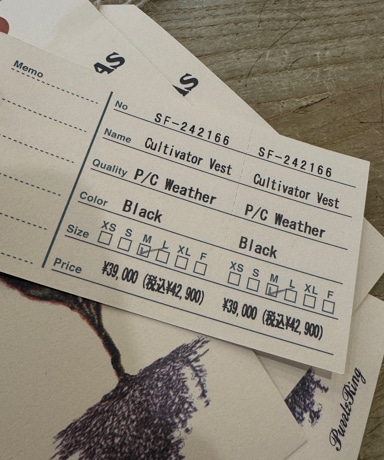 Memo
No SF-242166 SF-242166
Name Cultivator Vest Cultivator Vest
Quality P/C Weather P/C Weather
Color Black Black
Size XS S M L XL F XS S M L XL F
Price ¥39,000 (税込¥42,900) ¥39,000 (税込¥42,900)
AS
S
PuzzleRing